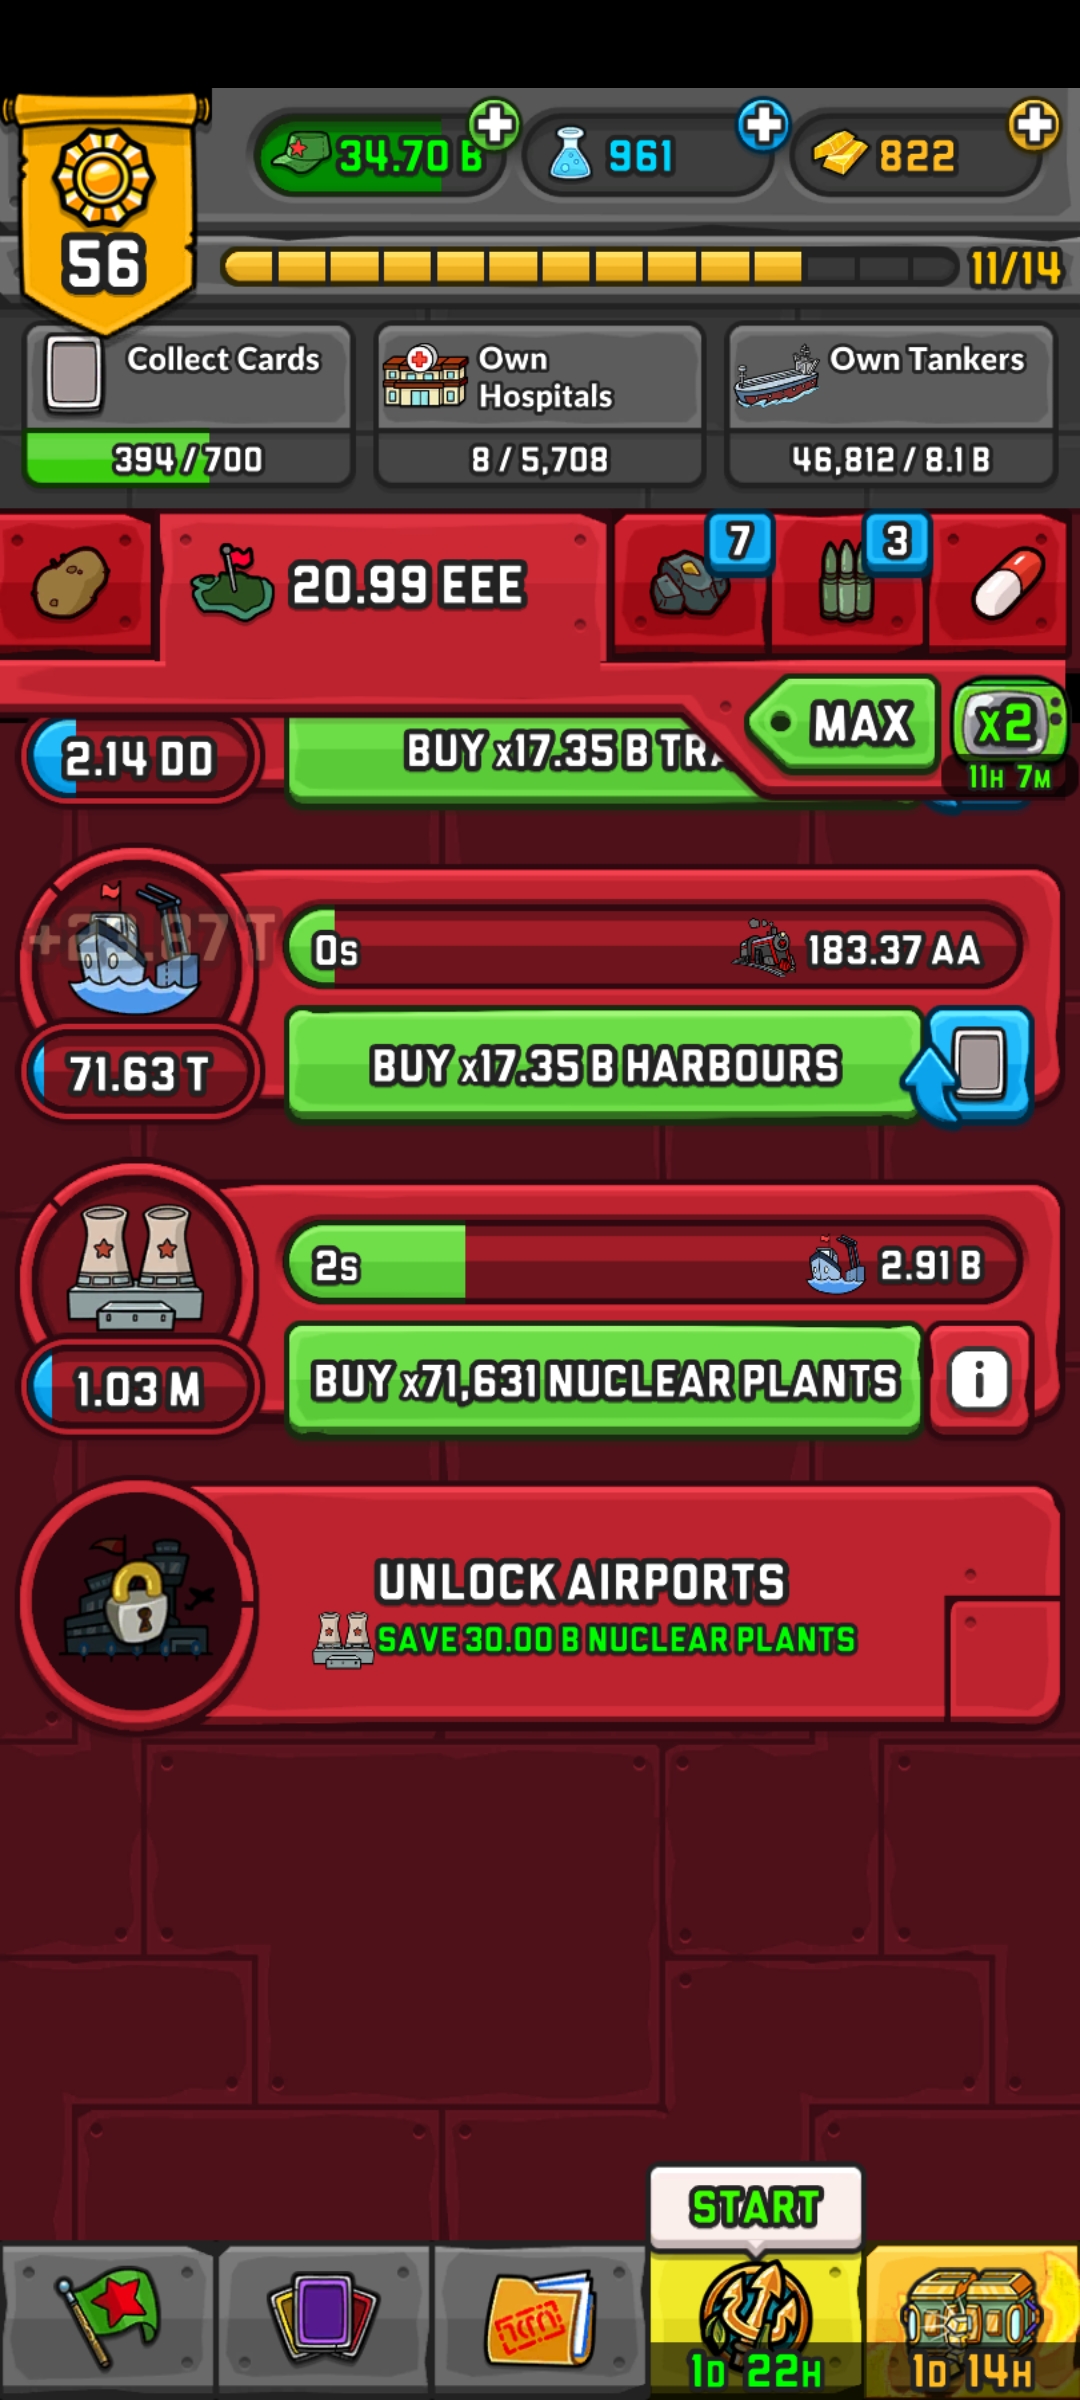 34.70 B
961
822
56
11/14
Collect Cards
394/700
Own
Hospitals
8/5,708
Own Tankers
46,812/8.1 B
20.99 EEE
7
3
MAX
x2
11H 7M
2.14 DD
BUY x17.35 B
0s
183.37 AA
71.63 T
BUY x17.35 B HARBOURS
2s
2.91 B
1.03 M
BUY x71,631 NUCLEAR PLANTS
i
UNLOCK AIRPORTS
SAVE 30.00 B NUCLEAR PLANTS
START
1D 22H
1D 14H